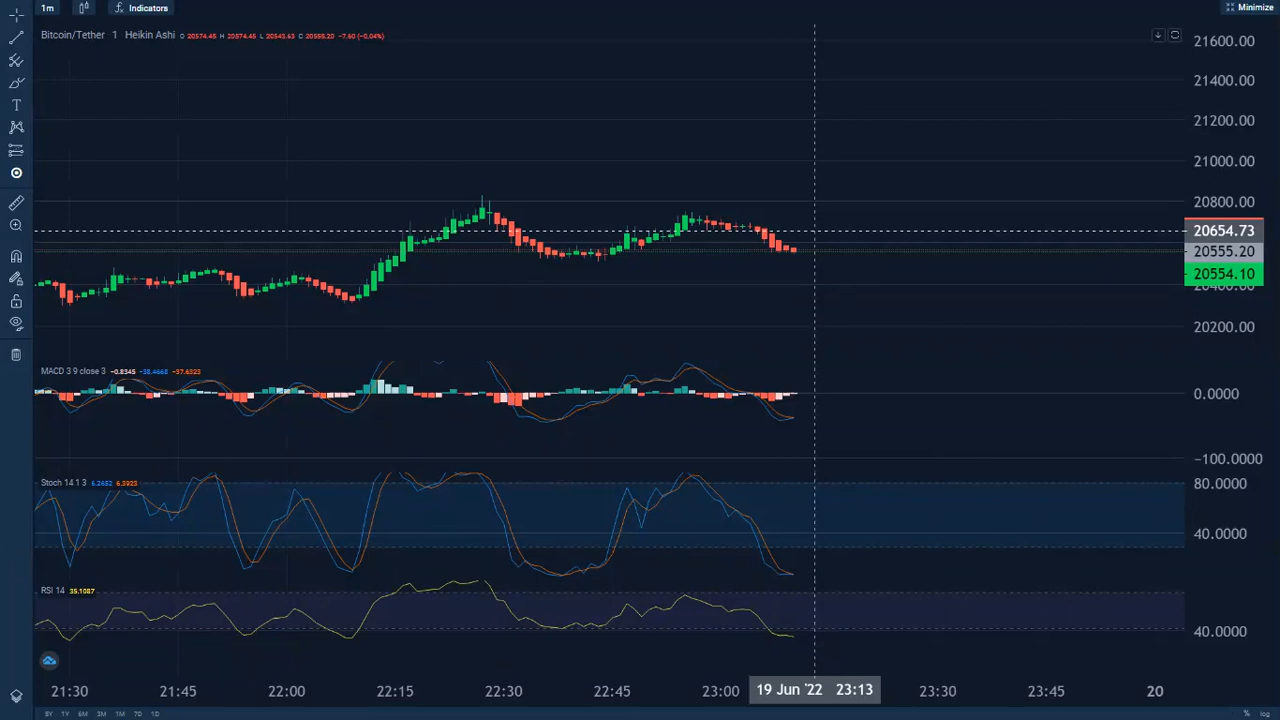 1m Indicators Minimize
Bitcoin/Tether 1 Heikin Ashi O 20574.45 H 20574.45 L 20543.63 C 20555.20 −7.60 (−0.04%)
21600.00
21400.00
21200.00
21000.00
20800.00
20654.73
20555.20
20554.10
20400.00
20200.00
MACD 3 9 close 3 −0.8345 −38.4668 −37.6323
0.0000
−100.0000
Stoch 14 1 3 6.2632 6.3923
80.0000
40.0000
RSI 14 35.1087
40.0000
21:30 21:45 22:00 22:15 22:30 22:45 23:00 19 Jun '22 23:13 23:30 23:45 20
5Y 1Y 6M 3M 1M 7D 1D % log